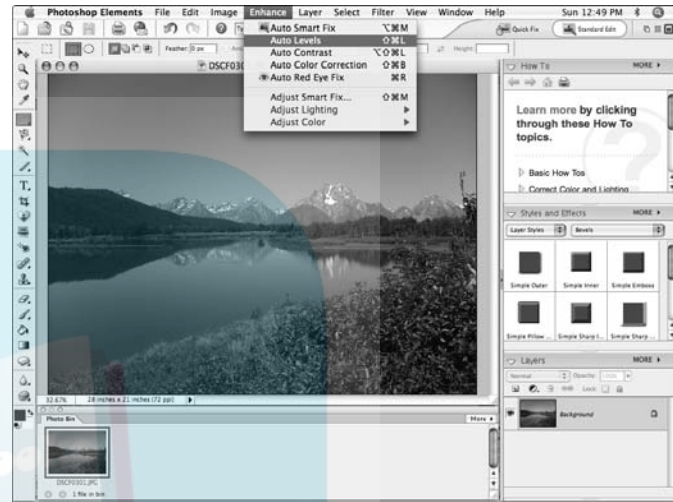 Photoshop Elements File Edit Image Enhance Layer Select Filter View Window Help Sun 12:49 PM
Feather: 0 px
Height:
Quick Fix
Standard Edit
Auto Smart Fix ⌥⌘M
Auto Levels ⇧⌘L
Auto Contrast ⌥⇧⌘L
Auto Color Correction ⇧⌘B
Auto Red Eye Fix ⌘R
Adjust Smart Fix... ⇧⌘M
Adjust Lighting
Adjust Color
How To MORE
Learn more by clicking
through these How To
topics.
Basic How Tos
Correct Color and Lighting
Styles and Effects MORE
Layer Styles Bevels
Simple Outer Simple Inner Simple Emboss
Simple Pillow ... Simple Sharp I... Simple Sharp ...
Layers MORE
Normal Opacity:
Lock:
Background
32.67% 28 inches x 21 inches (72 ppi)
Photo Bin More
DSCF0301.JPG
1 file in bin